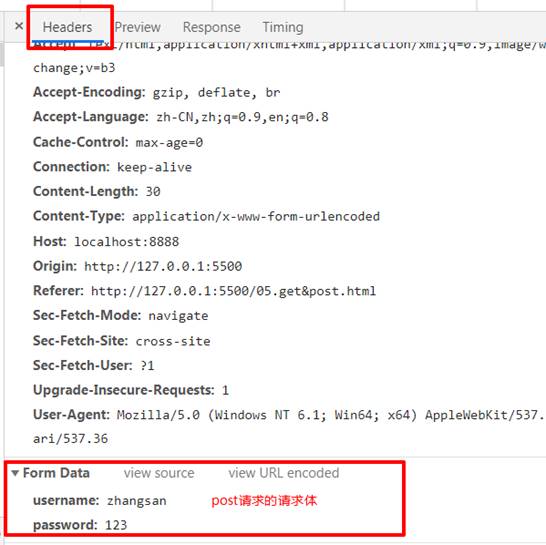 × Headers Preview Response Timing
Accept: text/html,application/xhtml+xml,application/xml;q=0.9,image/w
change;v=b3
Accept-Encoding: gzip, deflate, br
Accept-Language: zh-CN,zh;q=0.9,en;q=0.8
Cache-Control: max-age=0
Connection: keep-alive
Content-Length: 30
Content-Type: application/x-www-form-urlencoded
Host: localhost:8888
Origin: http://127.0.0.1:5500
Referer: http://127.0.0.1:5500/05.get&post.html
Sec-Fetch-Mode: navigate
Sec-Fetch-Site: cross-site
Sec-Fetch-User: ?1
Upgrade-Insecure-Requests: 1
User-Agent: Mozilla/5.0 (Windows NT 6.1; Win64; x64) AppleWebKit/537.
ari/537.36
▼ Form Data view source view URL encoded
username: zhangsan post请求的请求体
password: 123